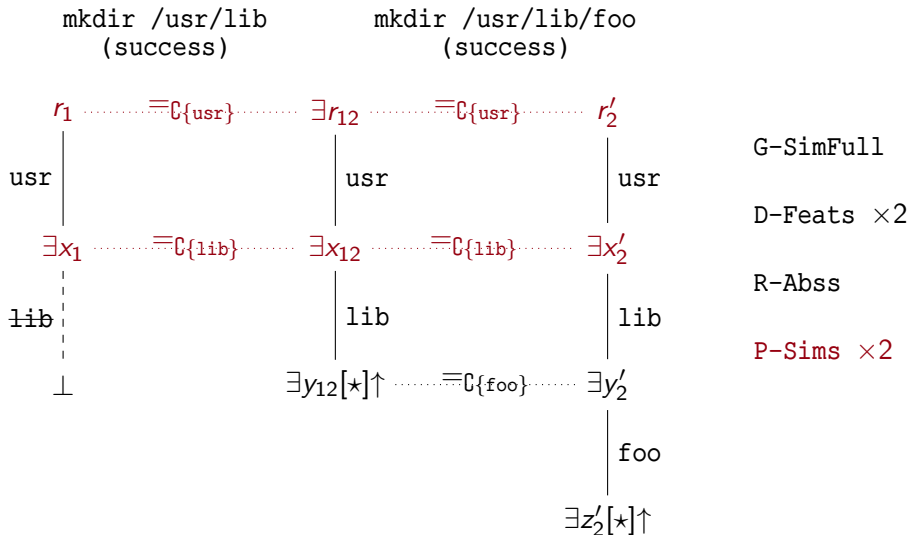 mkdir /usr/lib mkdir /usr/lib/foo
(success) (success)
r₁ =∁{usr} ∃r₁₂ =∁{usr} r′₂
G-SimFull
usr usr usr
D-Feats ×2
∃x₁ =∁{lib} ∃x₁₂ =∁{lib} ∃x′₂
R-Abss
lib lib lib
P-Sims ×2
⊥ ∃y₁₂[⋆]↑ =∁{foo} ∃y′₂
foo
∃z′₂[⋆]↑